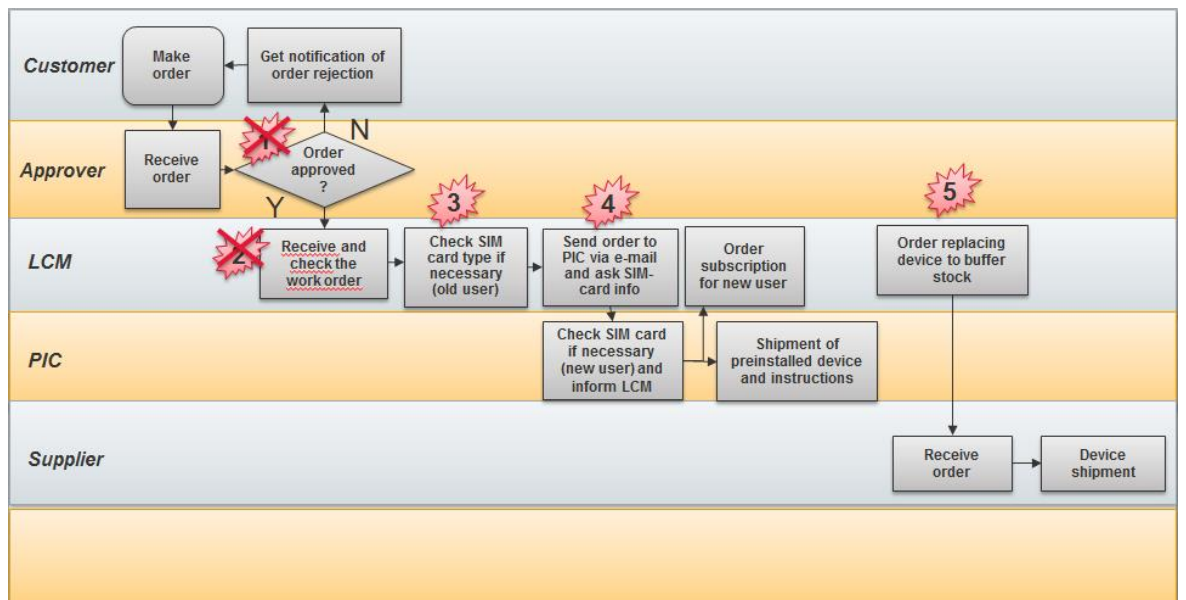 Customer
Make
order
Get notification of
order rejection
Approver
Receive
order
1
Order
approved
?
N
Y
LCM
2
Receive and
check the
work order
3
Check SIM
card type if
necessary
(old user)
4
Send order to
PIC via e-mail
and ask SIM-
card info
Order
subscription
for new user
5
Order replacing
device to buffer
stock
PIC
Check SIM card
if necessary
(new user) and
inform LCM
Shipment of
preinstalled device
and instructions
Supplier
Receive
order
Device
shipment